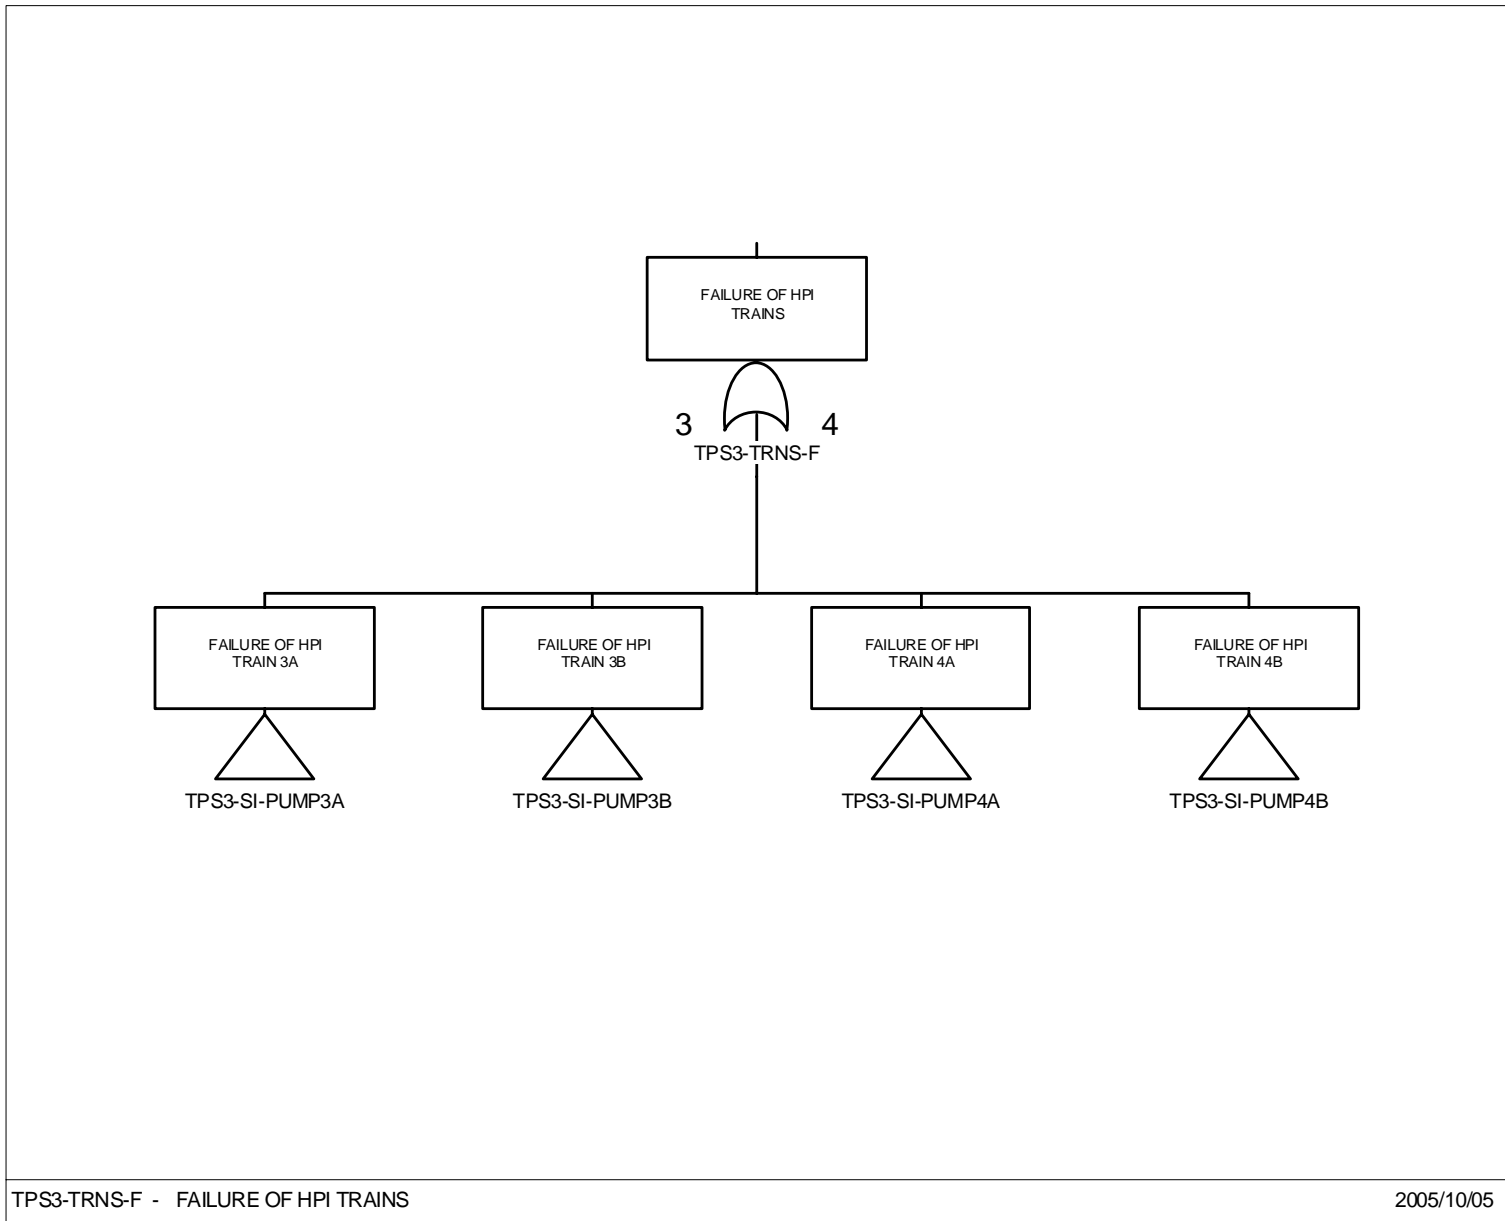 FAILURE OF HPI
TRAINS
3 4
TPS3-TRNS-F
FAILURE OF HPI
TRAIN 3A
TPS3-SI-PUMP3A
FAILURE OF HPI
TRAIN 3B
TPS3-SI-PUMP3B
FAILURE OF HPI
TRAIN 4A
TPS3-SI-PUMP4A
FAILURE OF HPI
TRAIN 4B
TPS3-SI-PUMP4B
TPS3-TRNS-F - FAILURE OF HPI TRAINS
2005/10/05